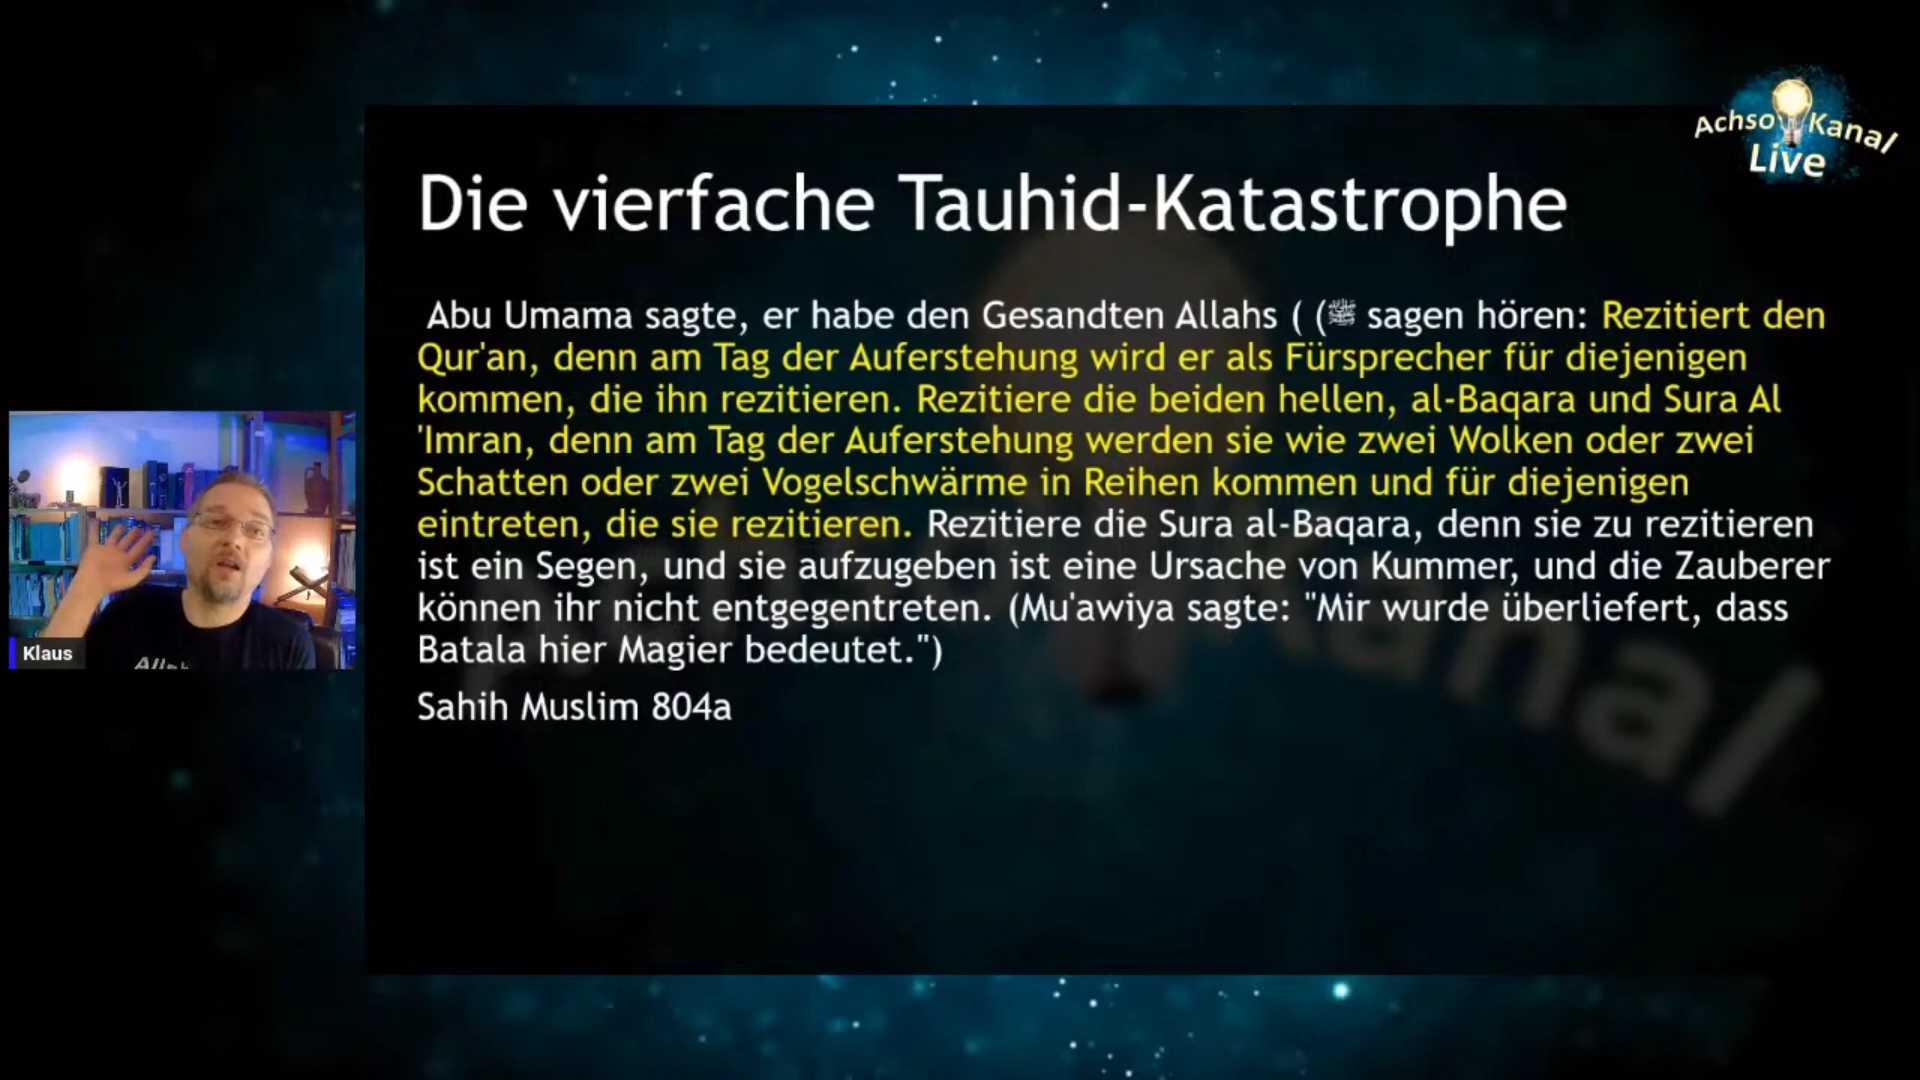 Achso Kanal
Live
Die vierfache Tauhid-Katastrophe
Abu Umama sagte, er habe den Gesandten Allahs ( (ﷺ sagen hören: Rezitiert den
Qur'an, denn am Tag der Auferstehung wird er als Fürsprecher für diejenigen
kommen, die ihn rezitieren. Rezitiere die beiden hellen, al-Baqara und Sura Al
'Imran, denn am Tag der Auferstehung werden sie wie zwei Wolken oder zwei
Schatten oder zwei Vogelschwärme in Reihen kommen und für diejenigen
eintreten, die sie rezitieren. Rezitiere die Sura al-Baqara, denn sie zu rezitieren
ist ein Segen, und sie aufzugeben ist eine Ursache von Kummer, und die Zauberer
können ihr nicht entgegentreten. (Mu'awiya sagte: "Mir wurde überliefert, dass
Batala hier Magier bedeutet.")
Sahih Muslim 804a
Klaus